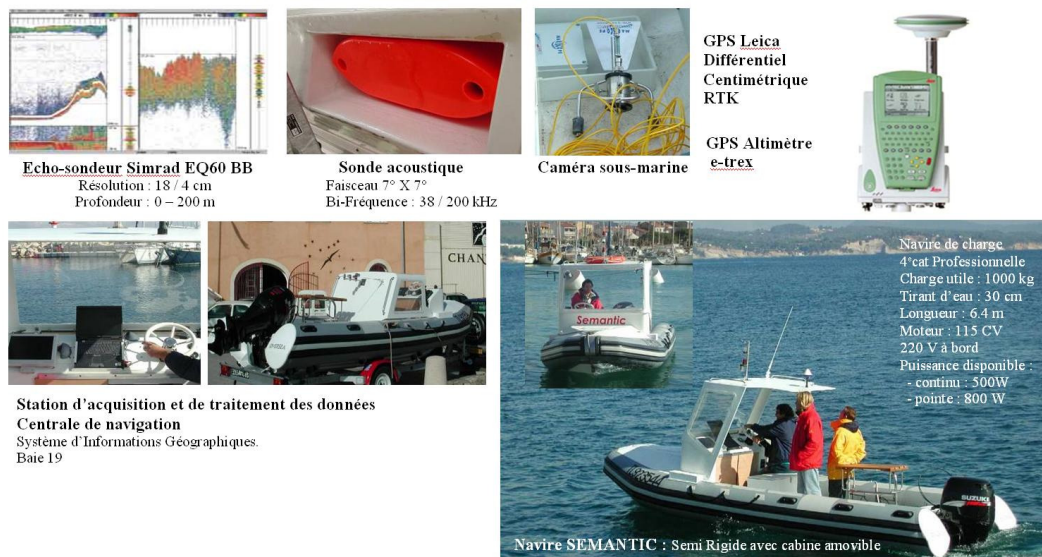 Echo-sondeur Simrad EQ60 BB
Résolution : 18 / 4 cm
Profondeur : 0 – 200 m
Sonde acoustique
Faisceau 7° X 7°
Bi-Fréquence : 38 / 200 kHz
Caméra sous-marine
GPS Leica
Différentiel
Centimétrique
RTK
GPS Altimètre
e-trex
CHAN
Semantic
Station d'acquisition et de traitement des données
Centrale de navigation
Système d'Informations Géographiques.
Baie 19
Navire de charge
4°cat Professionnelle
Charge utile : 1000 kg
Tirant d'eau : 30 cm
Longueur : 6.4 m
Moteur : 115 CV
220 V à bord
Puissance disponible :
- continu : 500W
- pointe : 800 W
SUZUKI
Navire SEMANTIC : Semi Rigide avec cabine amovible